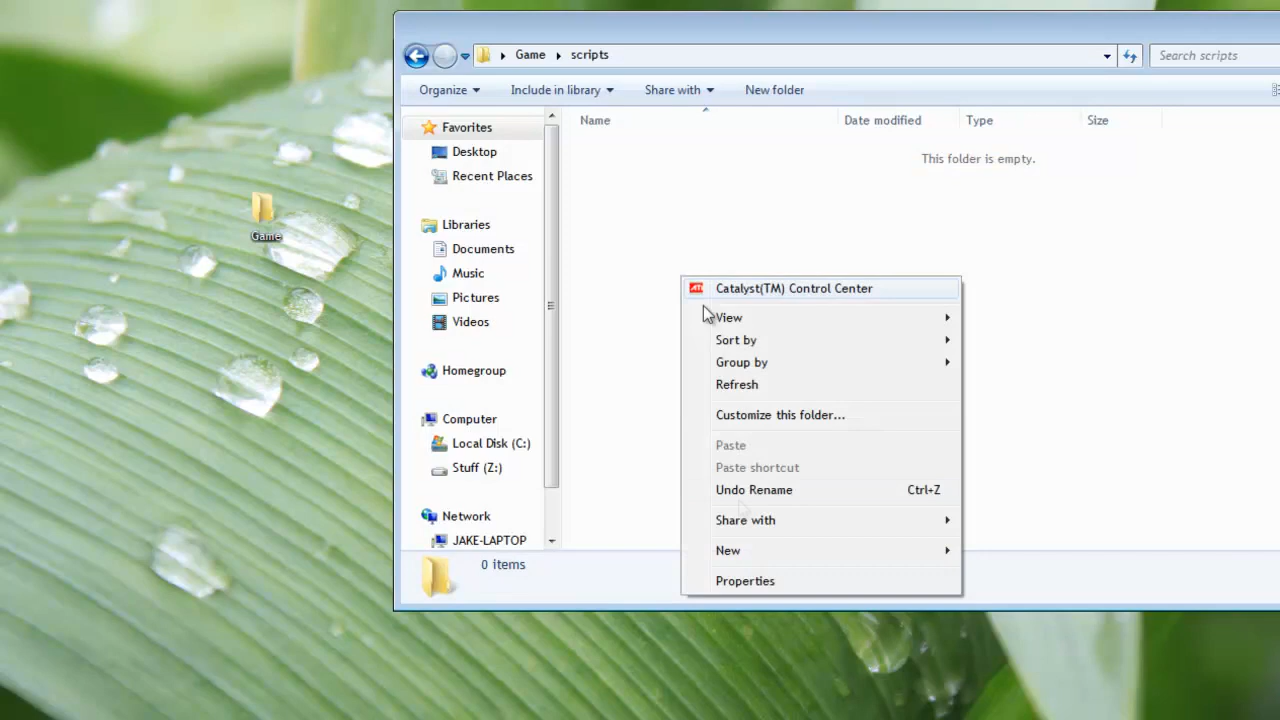 Game
Game scripts
Search scripts
Organize Include in library Share with New folder
Favorites
Desktop
Recent Places
Libraries
Documents
Music
Pictures
Videos
Homegroup
Computer
Local Disk (C:)
Stuff (Z:)
Network
JAKE-LAPTOP
Name Date modified Type Size
This folder is empty.
ATI Catalyst(TM) Control Center
View
Sort by
Group by
Refresh
Customize this folder...
Paste
Paste shortcut
Undo Rename Ctrl+Z
Share with
New
Properties
0 items